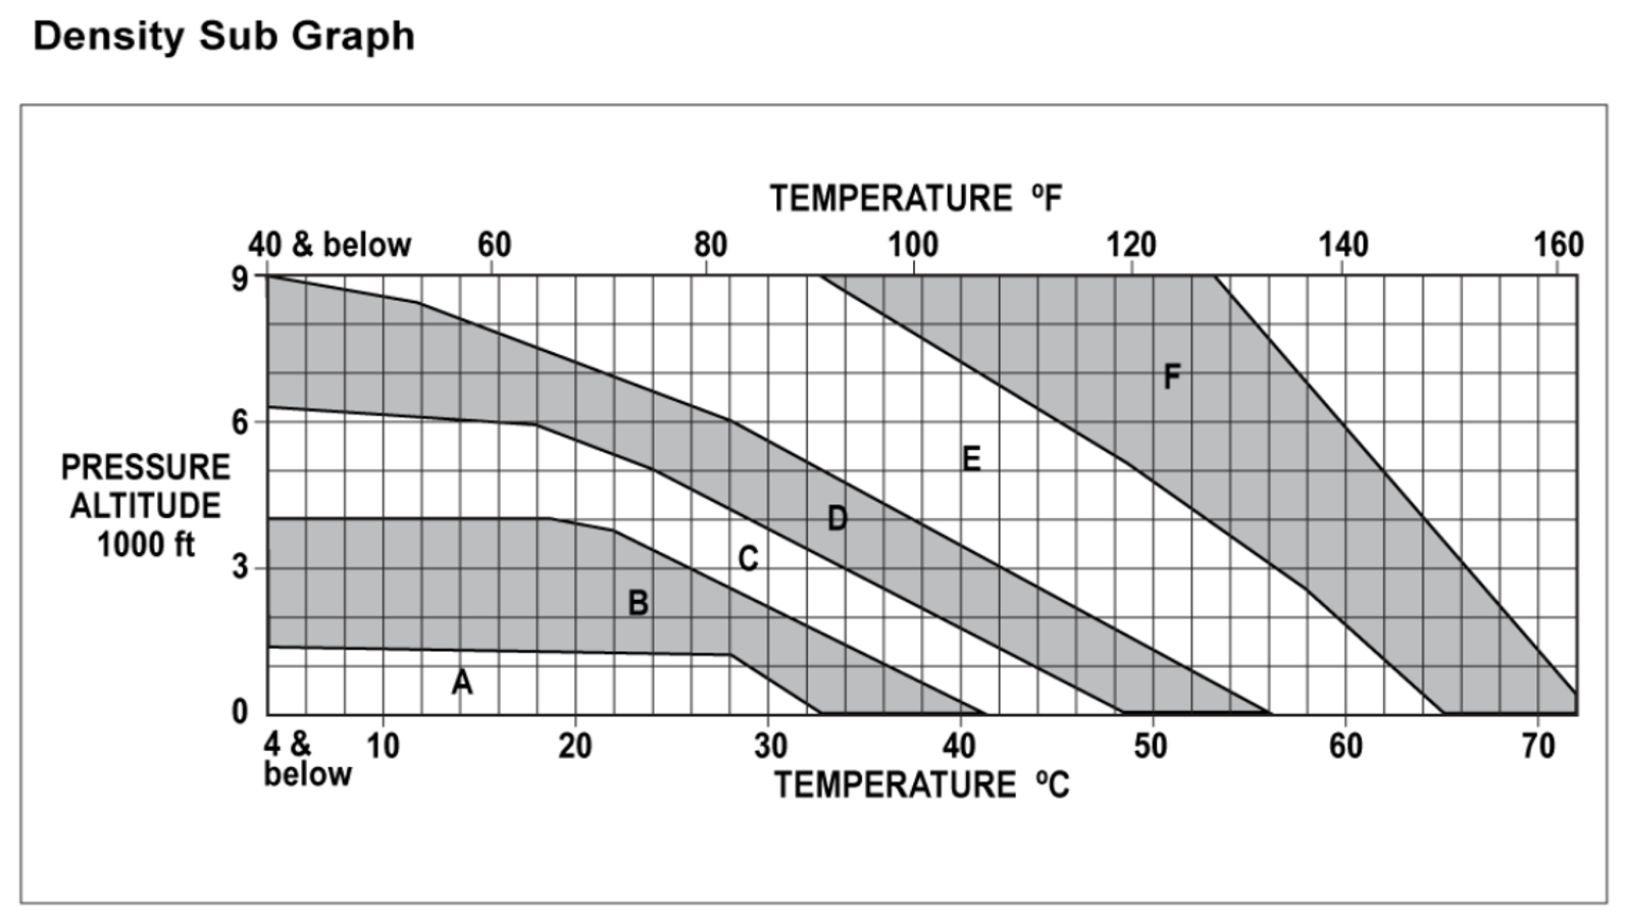 Density Sub Graph
TEMPERATURE ºF
40 & below 60 80 100 120 140 160
9
F
6
E
PRESSURE
ALTITUDE
1000 ft
D
C
3
B
A
0
4 &
below
10 20 30 40 50 60 70
TEMPERATURE ºC